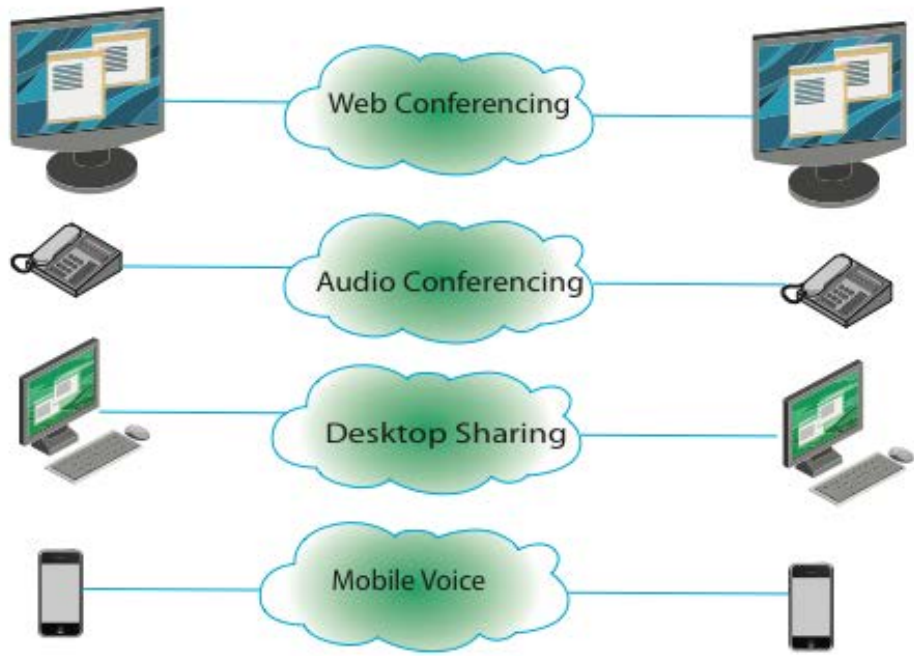 Web Conferencing
Audio Conferencing
Desktop Sharing
Mobile Voice